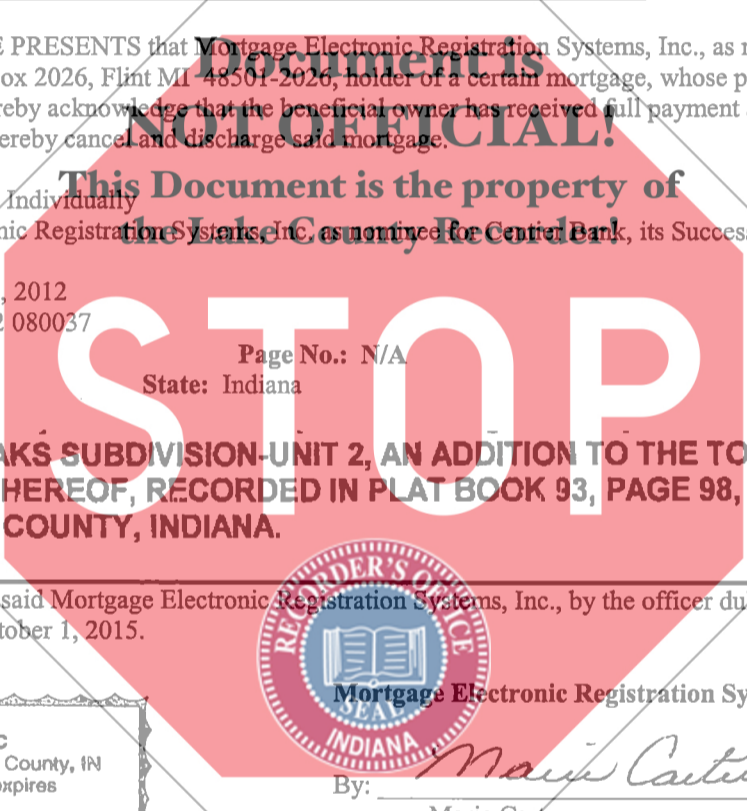 E PRESENTS that Mortgage Electronic Registration Systems, Inc., as
Document is
ox 2026, Flint MI 48501-2026, holder of a certain mortgage, whose
reby acknowledge that the beneficial owner has received full payment
NOT OFFICIAL!
ereby cancel and discharge said mortgage.
This Document is the property of
Individually
the Lake County Recorder!
nic Registration Systems, Inc. as nominee for Centier Bank, its Success
, 2012
2 080037
STOP
Page No.: N/A
State: Indiana
AKS SUBDIVISION-UNIT 2, AN ADDITION TO THE TO
HEREOF, RECORDED IN PLAT BOOK 93, PAGE 98,
COUNTY, INDIANA.
said Mortgage Electronic Registration Systems, Inc., by the officer du
tober 1, 2015.
RECORDER'S OFFICE
SEAL
INDIANA
Mortgage Electronic Registration Sy
C
County, IN
xpires
By: